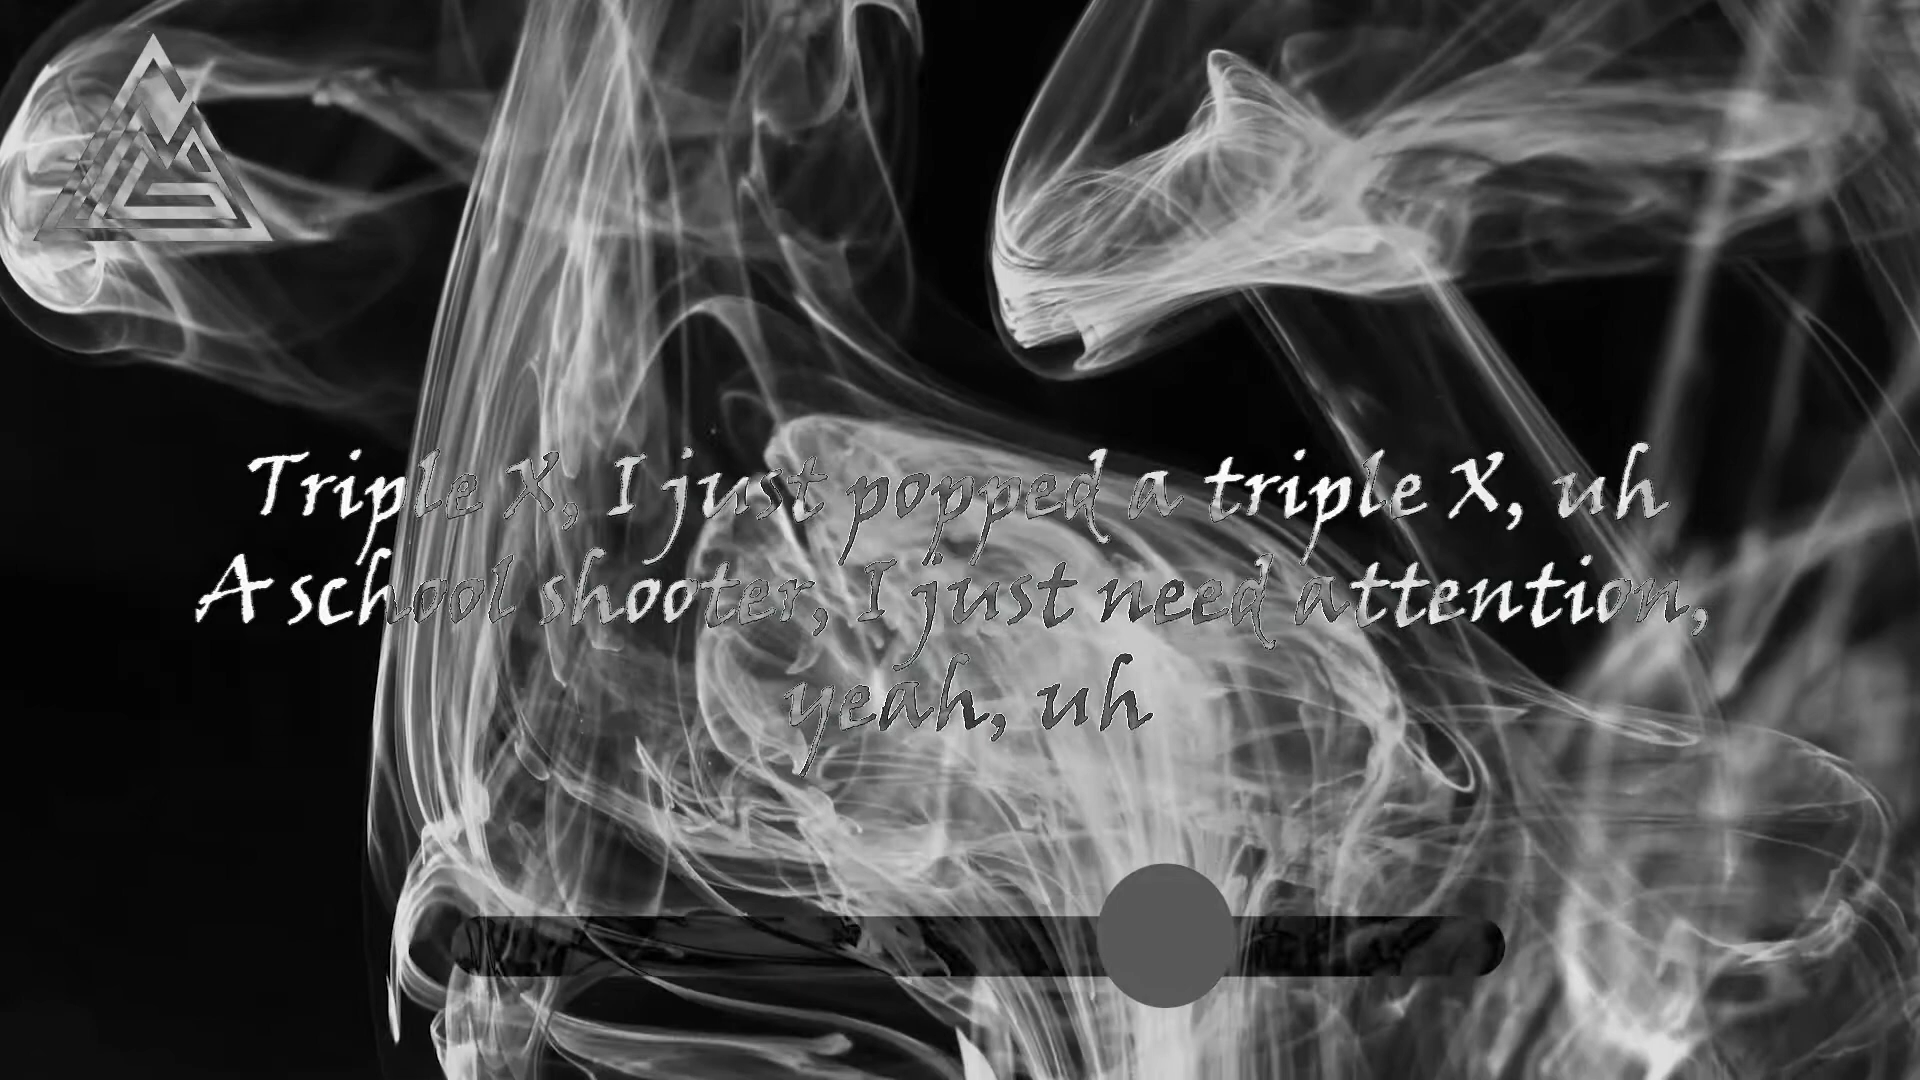 Triple X, I just popped a triple X, uh
A school shooter, I just need attention,
yeah, uh